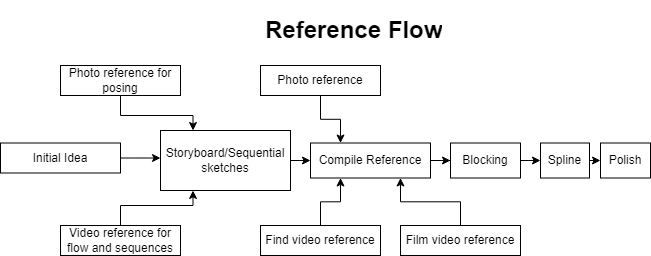 Reference Flow
Photo reference for
posing
Photo reference
Initial Idea
Storyboard/Sequential
sketches
Compile Reference
Blocking
Spline
Polish
Video reference for
flow and sequences
Find video reference
Film video reference